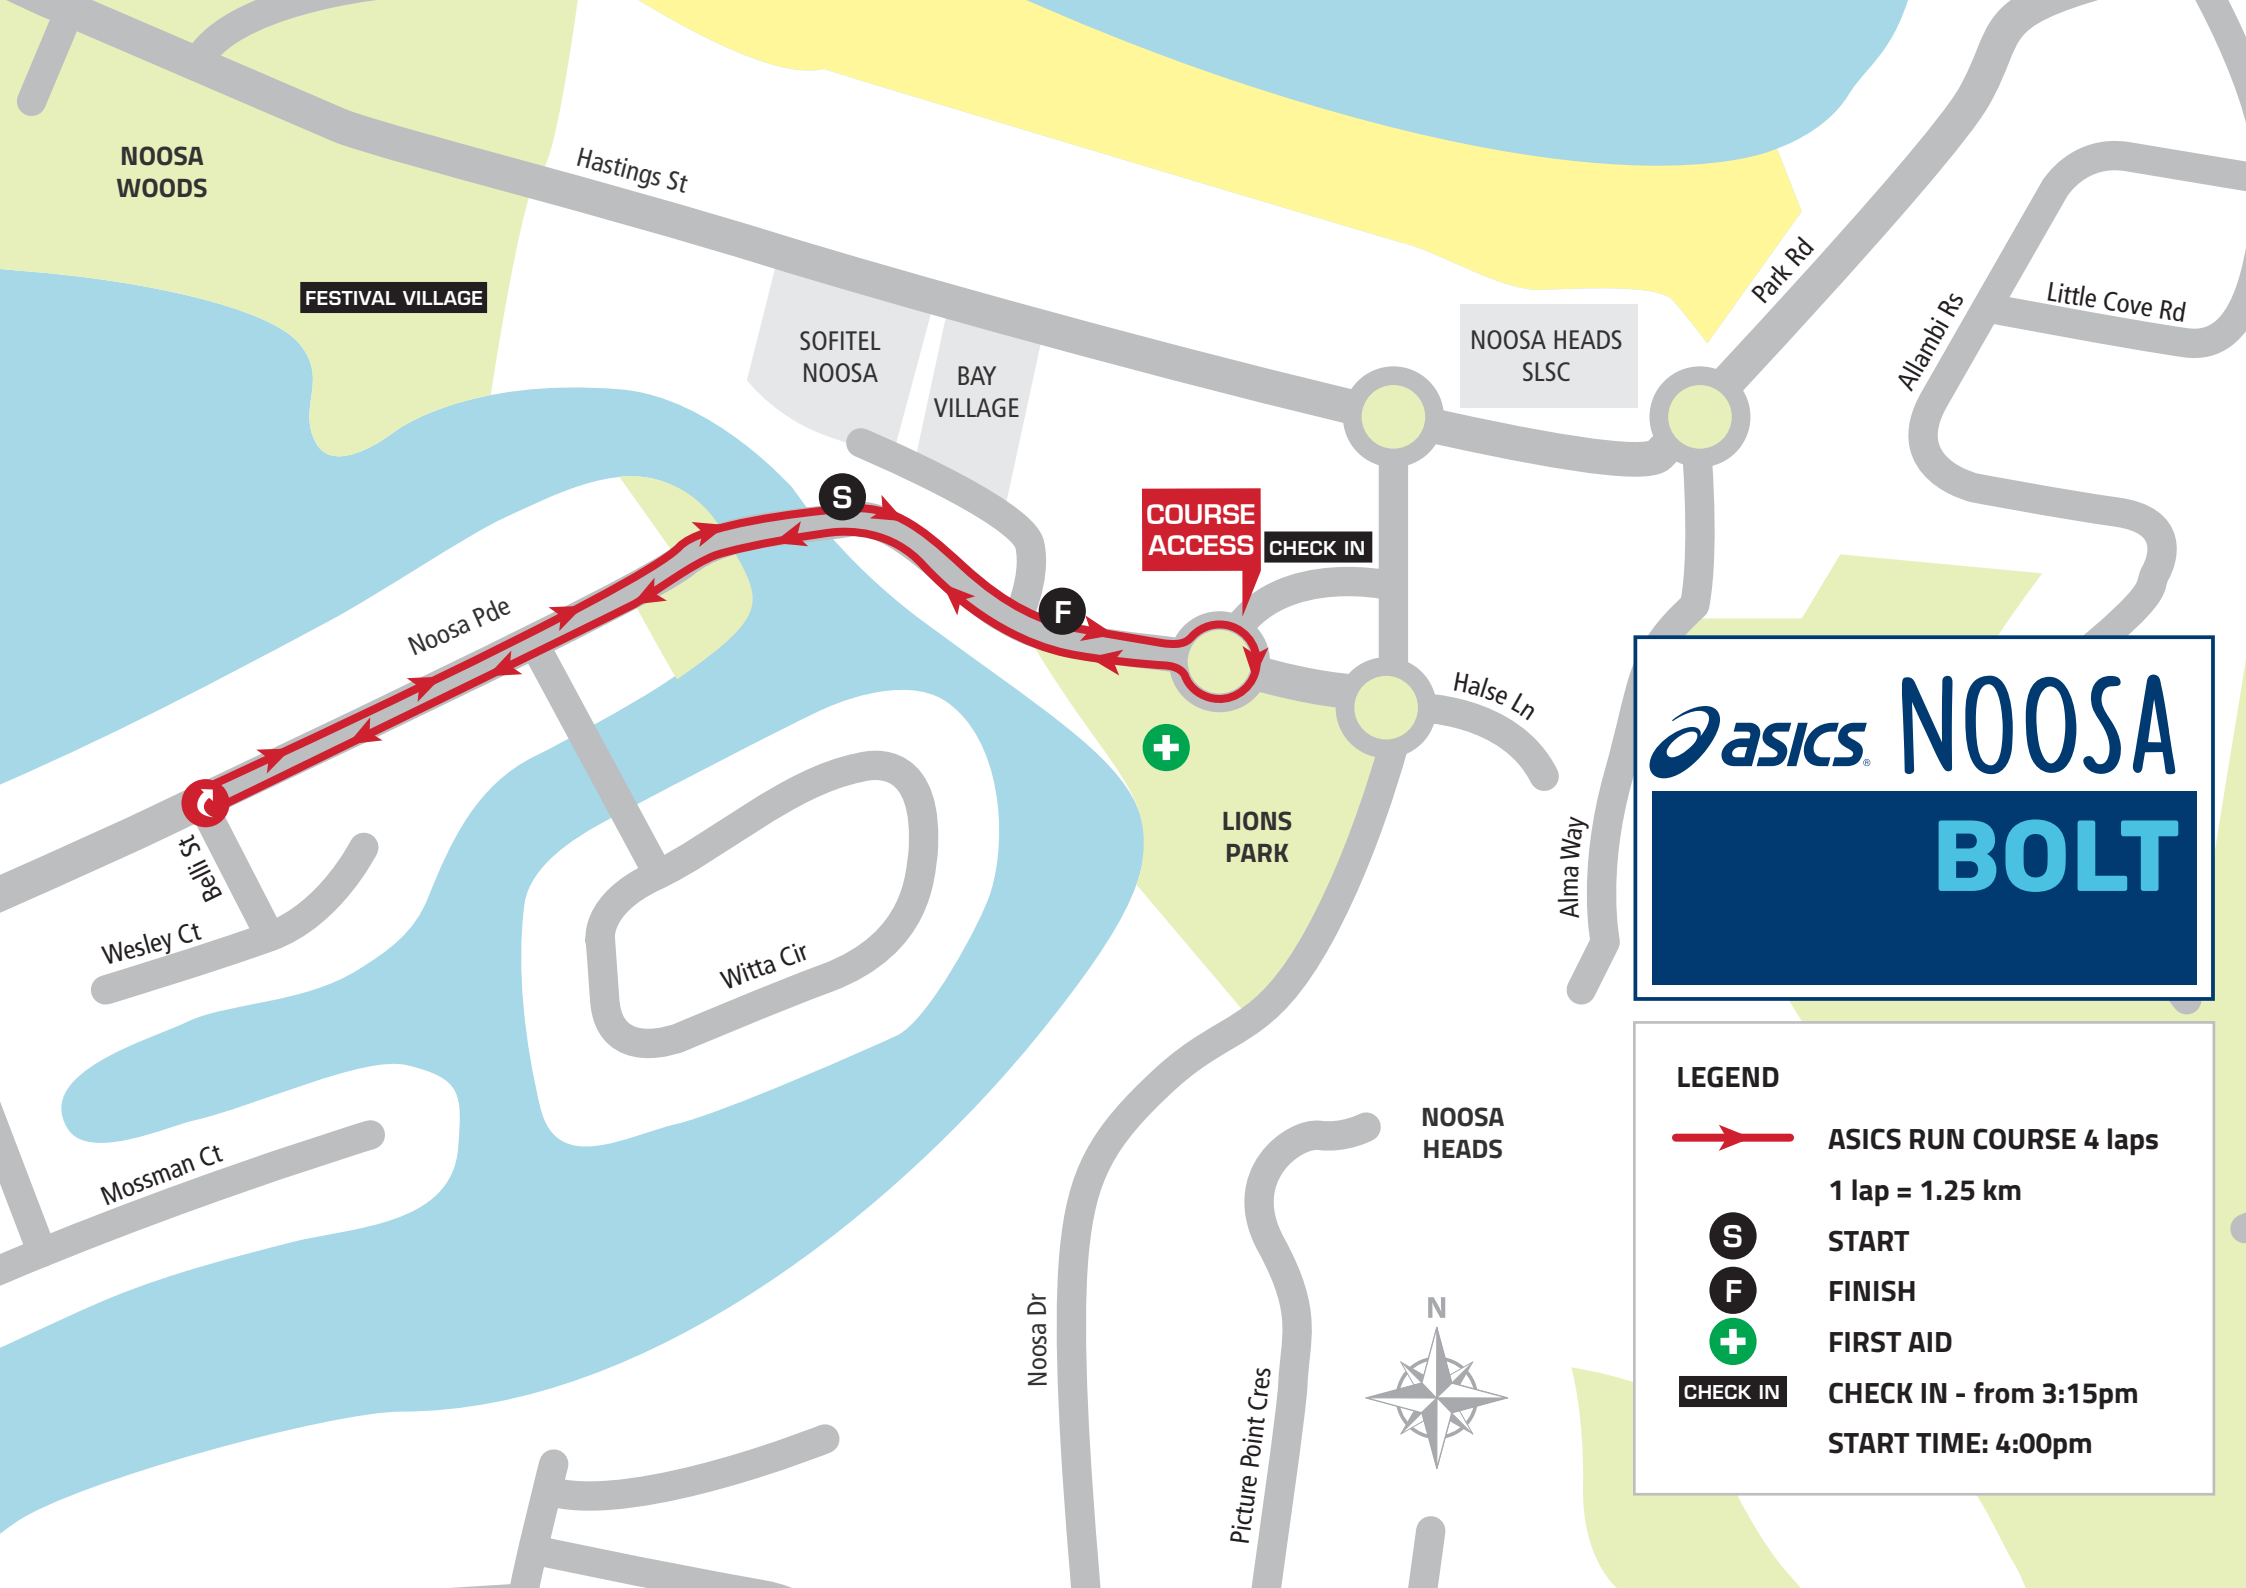 NOOSA
WOODS
Hastings St
FESTIVAL VILLAGE
SOFITEL
NOOSA
BAY
VILLAGE
NOOSA HEADS
SLSC
Park Rd
Allambi Rs
Little Cove Rd
S
COURSE
ACCESS
CHECK IN
F
Noosa Pde
Halse Ln
Belli St
Wesley Ct
Witta Cir
LIONS
PARK
Alma Way
Mossman Ct
NOOSA
HEADS
Noosa Dr
Picture Point Cres
N
asics® NOOSA
BOLT
LEGEND
ASICS RUN COURSE 4 laps
1 lap = 1.25 km
S START
F FINISH
FIRST AID
CHECK IN CHECK IN - from 3:15pm
START TIME: 4:00pm